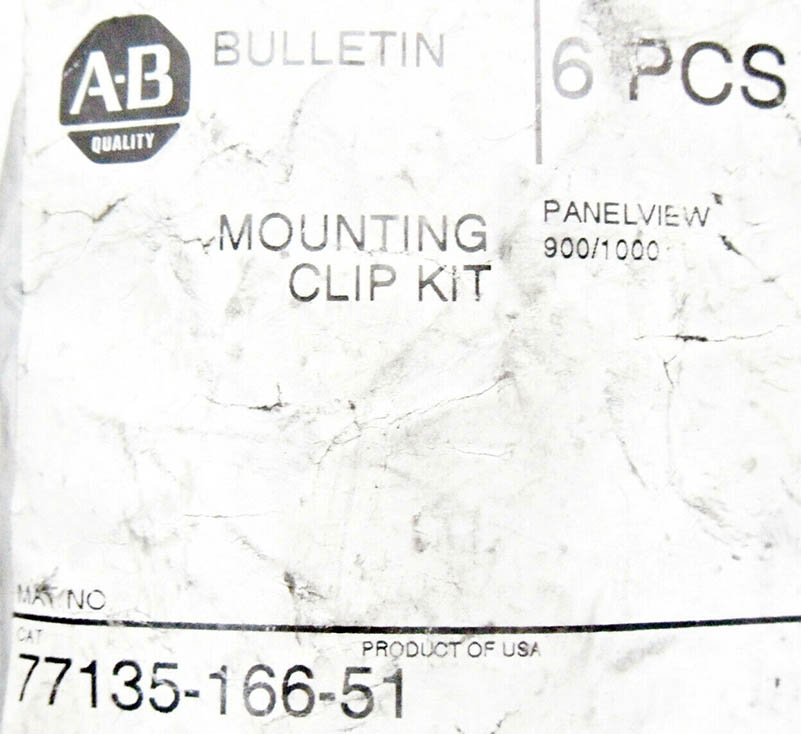 A-B
QUALITY
BULLETIN
6 PCS
MOUNTING
CLIP KIT
PANELVIEW
900/1000
MAT NO
CAT
PRODUCT OF USA
77135-166-51